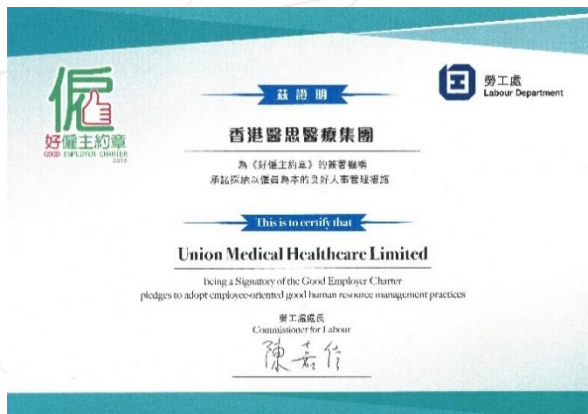 僱
好僱主約章
GOOD EMPLOYER CHARTER
2018
勞工處
Labour Department
茲證明
香港醫思醫療集團
為《好僱主約章》的簽署機構
承諾採納以僱員為本的良好人事管理措施
This is to certify that
Union Medical Healthcare Limited
being a Signatory of the Good Employer Charter
pledges to adopt employee-oriented good human resource management practices
勞工處處長
Commissioner for Labour
陳嘉信